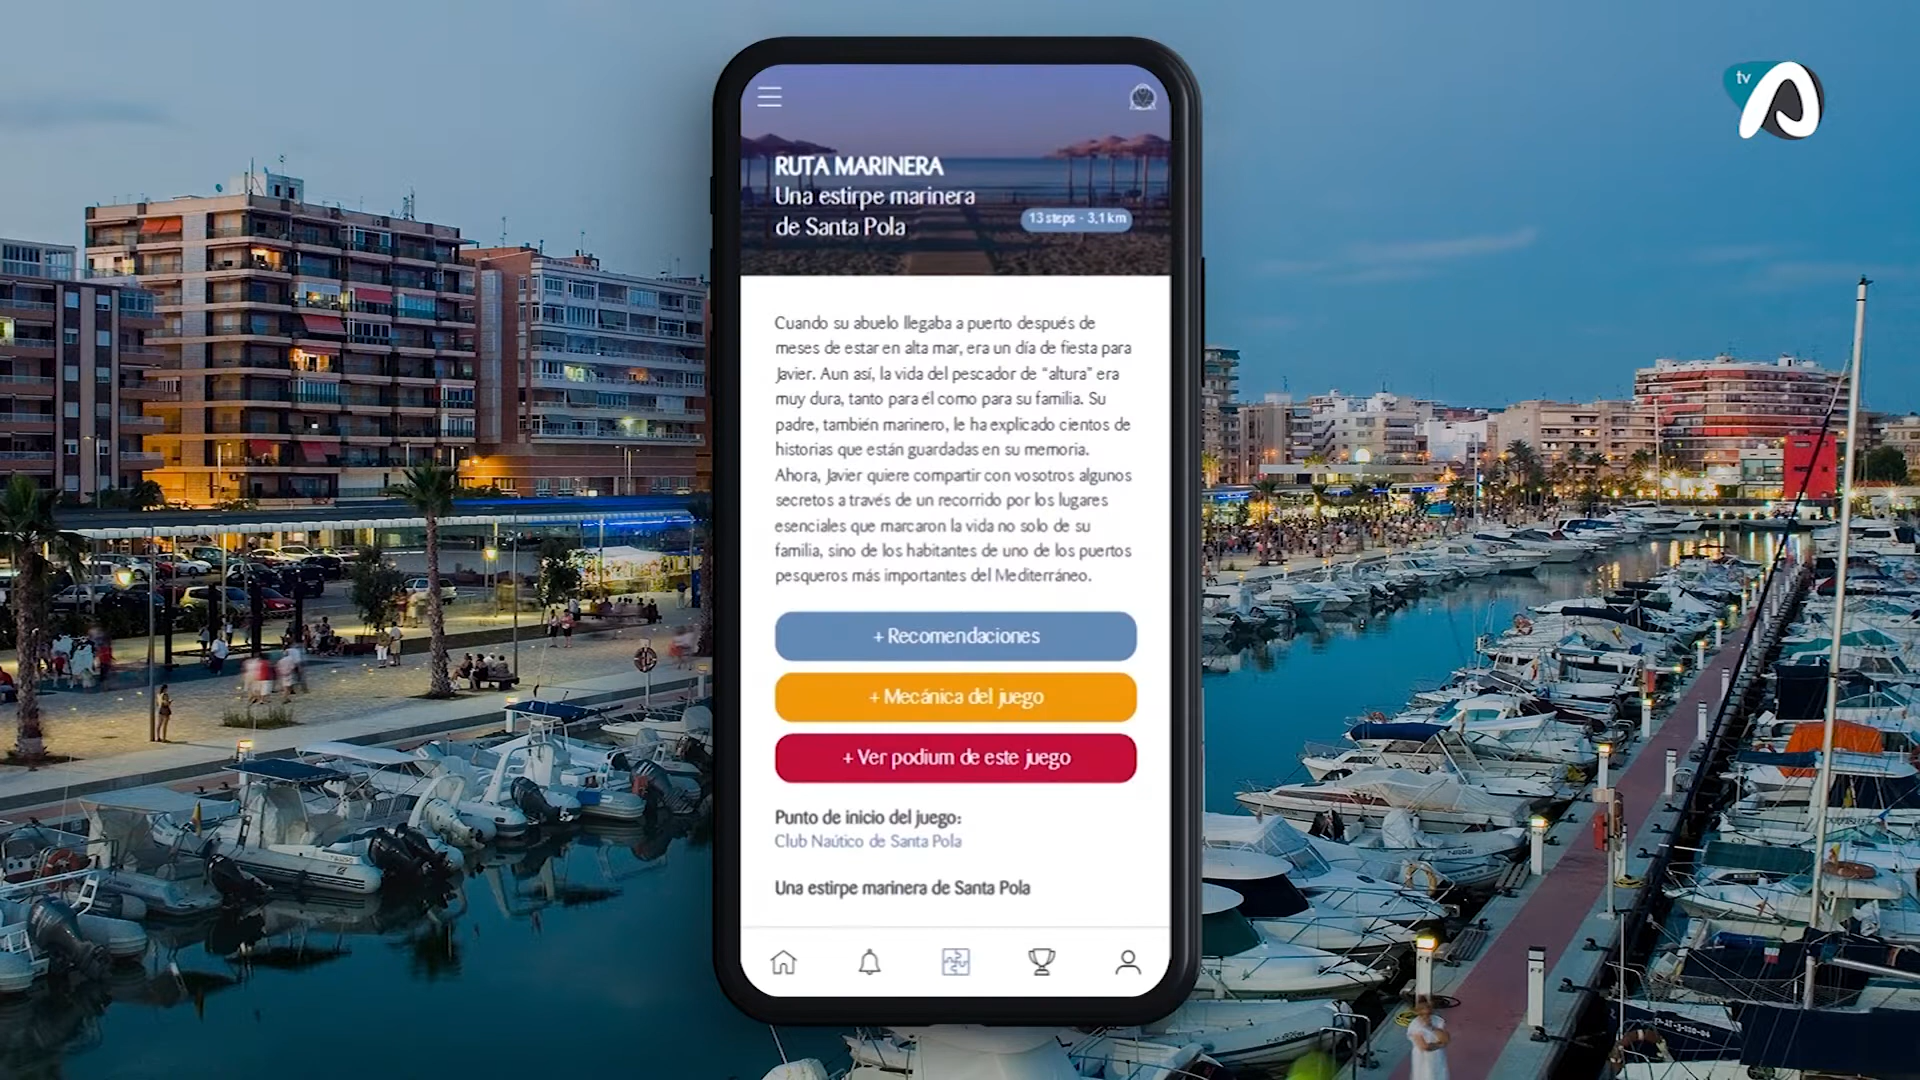 tv
RUTA MARINERA
Una estirpe marinera
de Santa Pola
13 steps - 3,1 km
Cuando su abuelo llegaba a puerto después de
meses de estar en alta mar, era un día de fiesta para
Javier. Aun así, la vida del pescador de “altura” era
muy dura, tanto para él como para su familia. Su
padre, también marinero, le ha explicado cientos de
historias que están guardadas en su memoria.
Ahora, Javier quiere compartir con vosotros algunos
secretos a través de un recorrido por los lugares
esenciales que marcaron la vida no solo de su
familia, sino de los habitantes de uno de los puertos
pesqueros más importantes del Mediterráneo.
+ Recomendaciones
+ Mecánica del juego
+ Ver podium de este juego
Punto de inicio del juego:
Club Naútico de Santa Pola
Una estirpe marinera de Santa Pola